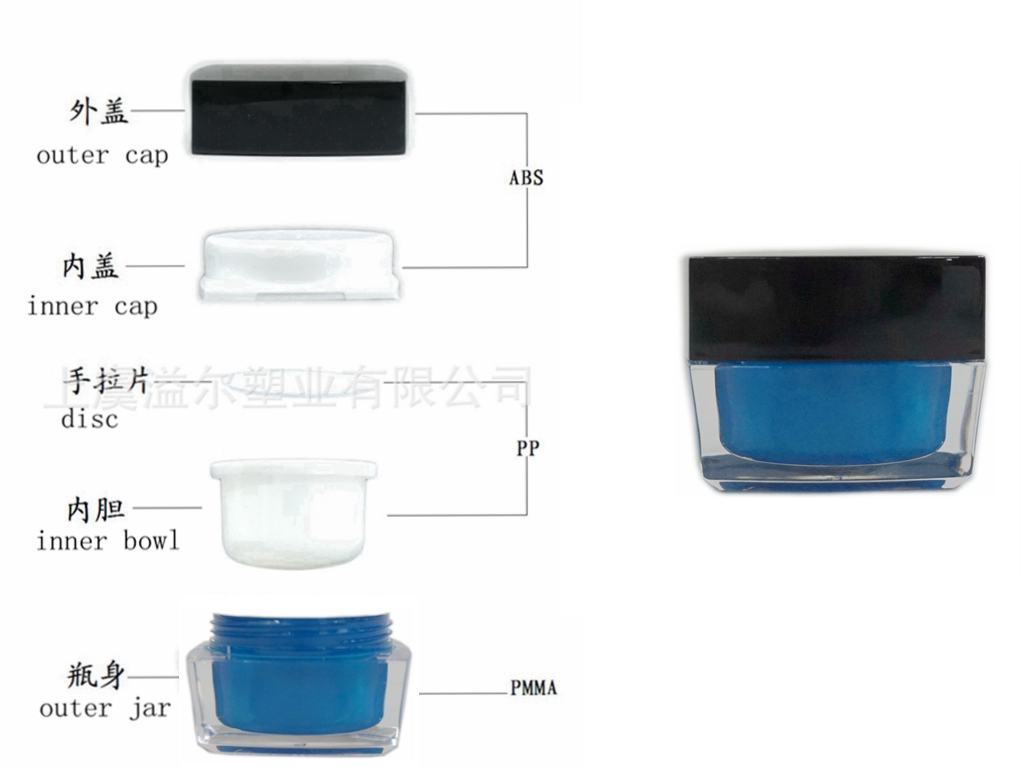 外盖
outer cap
ABS
内盖
inner cap
上虞溢尔塑业有限公司
手拉片
disc
PP
内胆
inner bowl
瓶身
outer jar
PMMA